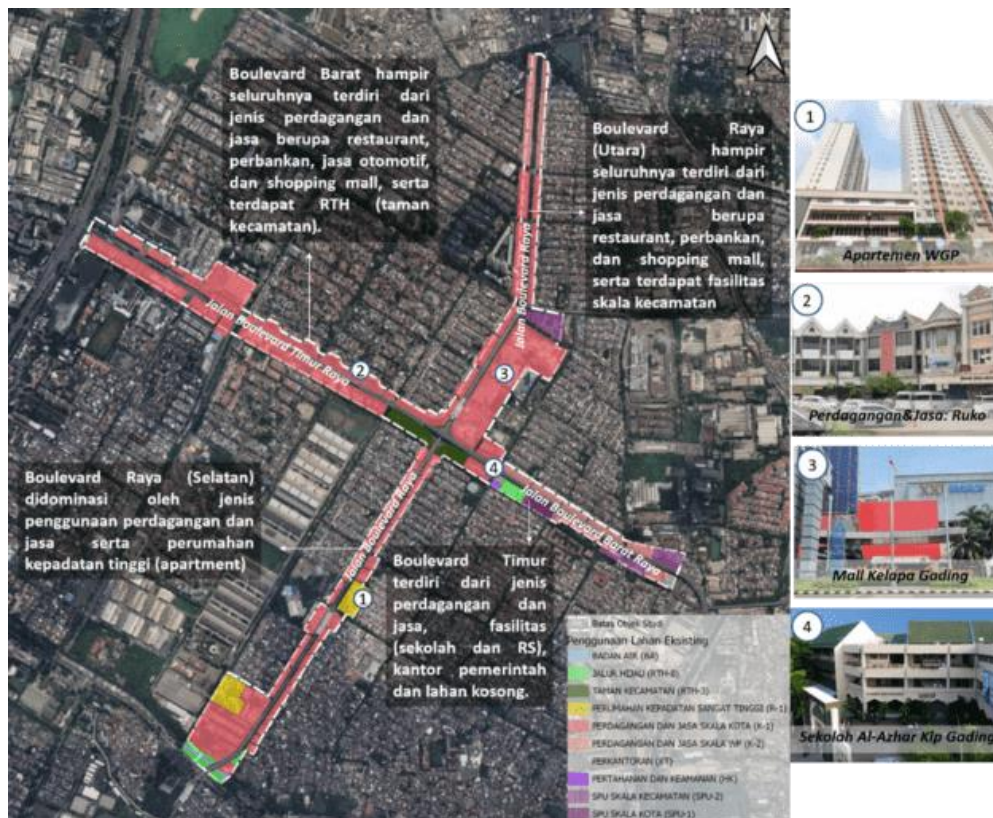 N
Boulevard Barat hampir
seluruhnya terdiri dari
jenis perdagangan dan
jasa berupa restaurant,
perbankan, jasa otomotif,
dan shopping mall, serta
terdapat RTH (taman
kecamatan).
Boulevard Raya
(Utara) hampir
seluruhnya terdiri dari
jenis perdagangan dan
jasa berupa
restaurant, perbankan,
dan shopping mall,
serta terdapat fasilitas
skala kecamatan
Jalan Boulevard Raya
Jalan Boulevard Timur Raya
2
3
4
Jalan Boulevard Barat Raya
Boulevard Raya (Selatan)
didominasi oleh jenis
penggunaan perdagangan dan
jasa serta perumahan
kepadatan tinggi (apartment)
Jalan Boulevard Raya
1
Boulevard Timur
terdiri dari jenis
perdagangan dan
jasa, fasilitas
(sekolah dan RS),
kantor pemerintah
dan lahan kosong.
Batas Objek Studi
Penggunaan Lahan Eksisting
BADAN AIR (BA)
JALUR HIJAU (RTH-8)
TAMAN KECAMATAN (RTH-3)
PERUMAHAN KEPADATAN SANGAT TINGGI (R-1)
PERDAGANGAN DAN JASA SKALA KOTA (K-1)
PERDAGANGAN DAN JASA SKALA WP (K-2)
PERKANTORAN (KT)
PERTAHANAN DAN KEAMANAN (HK)
SPU SKALA KECAMATAN (SPU-2)
SPU SKALA KOTA (SPU-1)
1
Apartemen WGP
2
Perdagangan&Jasa: Ruko
3
Mall Kelapa Gading
4
Sekolah Al-Azhar Klp Gading